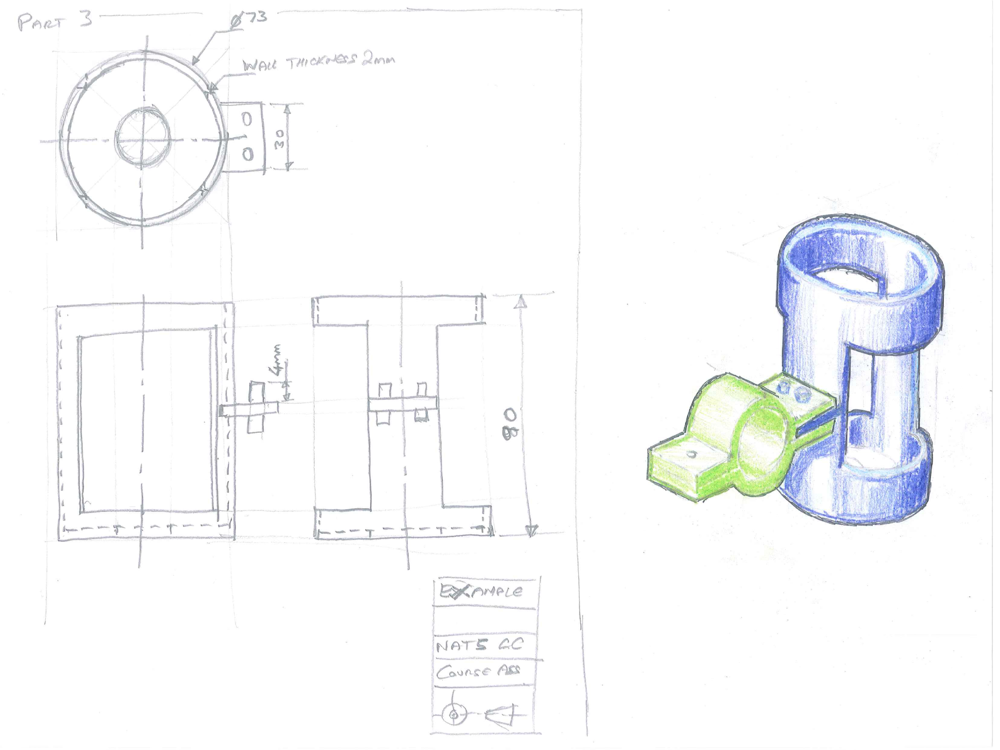 PART 3
ø73
WALL THICKNESS 2mm
30
4mm
80
EXAMPLE
NAT5 GC
COURSE ASS